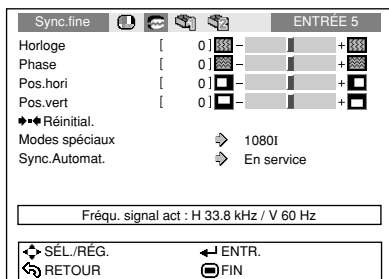 Sync.fine ENTRÉE 5
Horloge [ 0 ] - +
Phase [ 0 ] - +
Pos.hori [ 0 ] - +
Pos.vert [ 0 ] - +
Réinitial.
Modes spéciaux 1080I
Sync.Automat. En service
Fréqu. signal act : H 33.8 kHz / V 60 Hz
SÉL./RÉG. ENTR.
RETOUR FIN